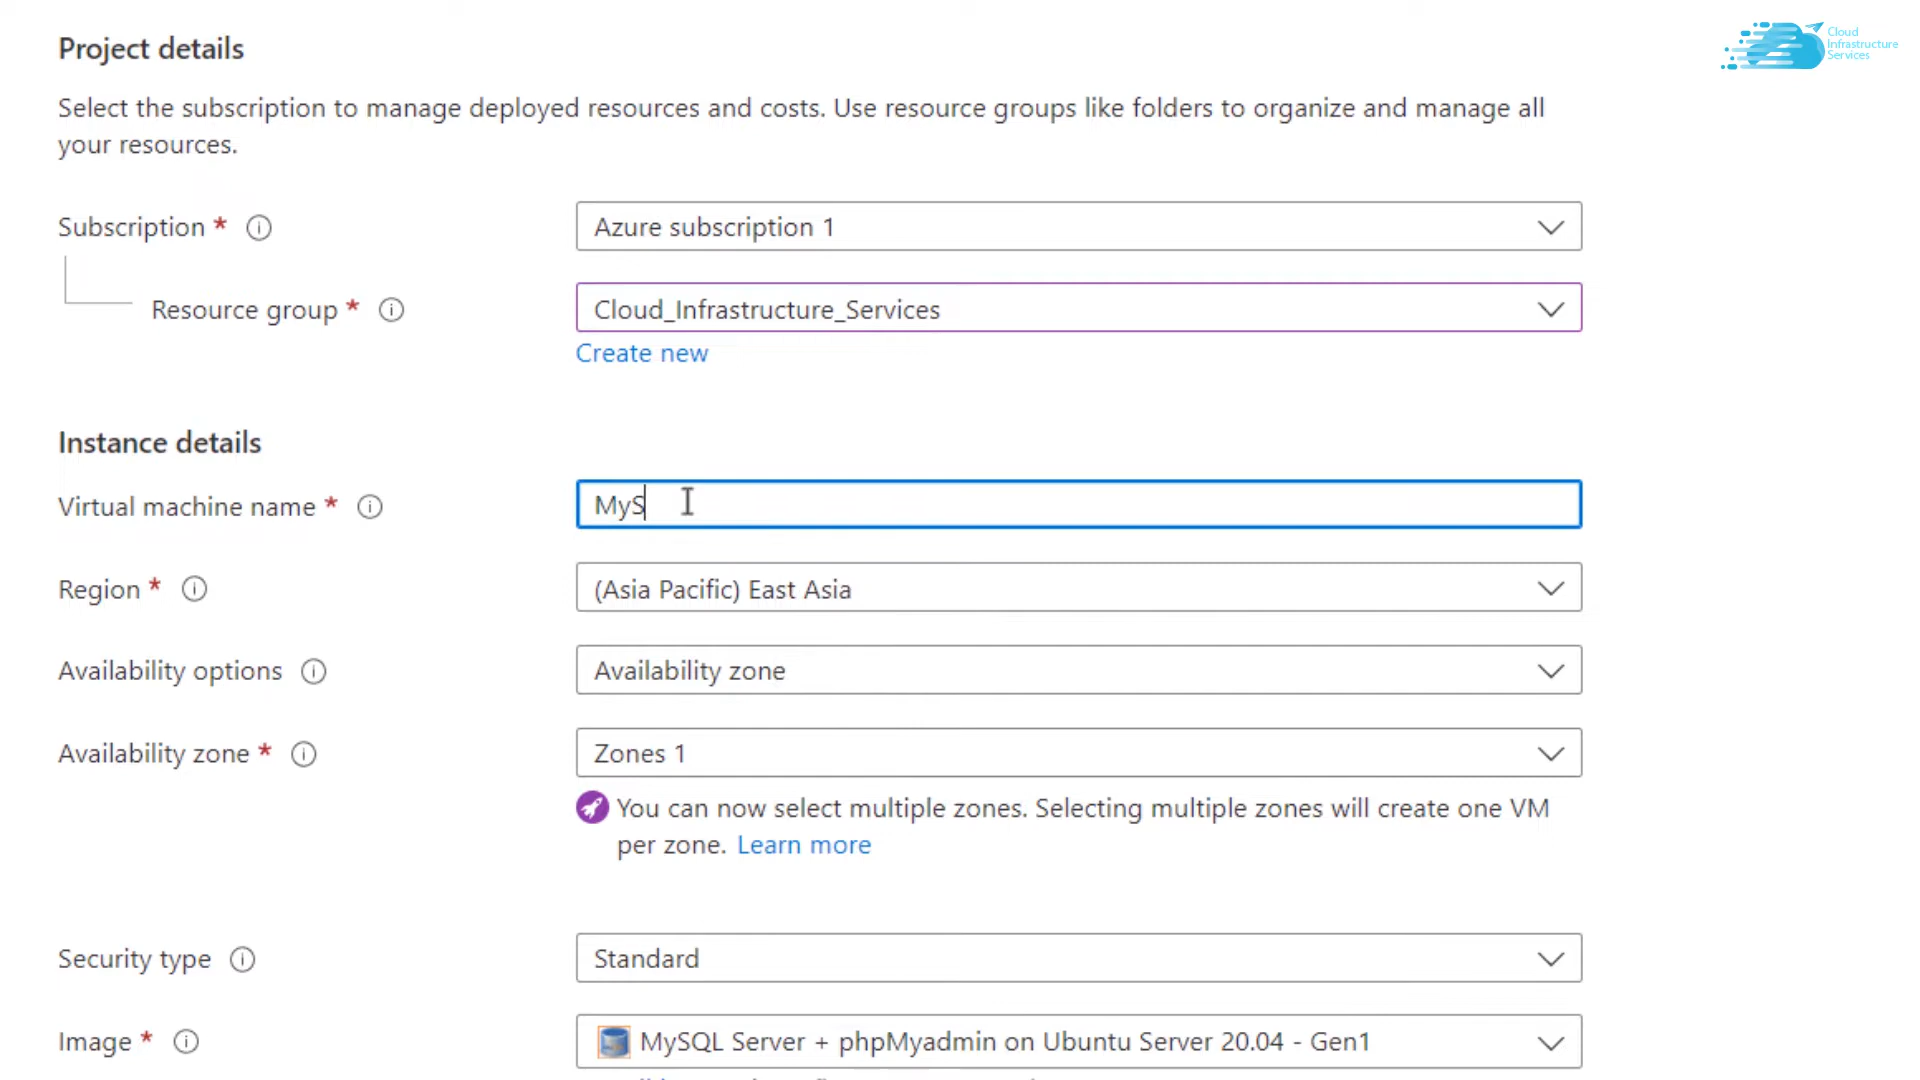 Cloud
Infrastructure
Services
Project details
Select the subscription to manage deployed resources and costs. Use resource groups like folders to organize and manage all
your resources.
Subscription * Azure subscription 1
Resource group * Cloud_Infrastructure_Services
Create new
Instance details
Virtual machine name * MyS
Region * (Asia Pacific) East Asia
Availability options Availability zone
Availability zone * Zones 1
You can now select multiple zones. Selecting multiple zones will create one VM
per zone. Learn more
Security type Standard
Image * MySQL Server + phpMyadmin on Ubuntu Server 20.04 - Gen1